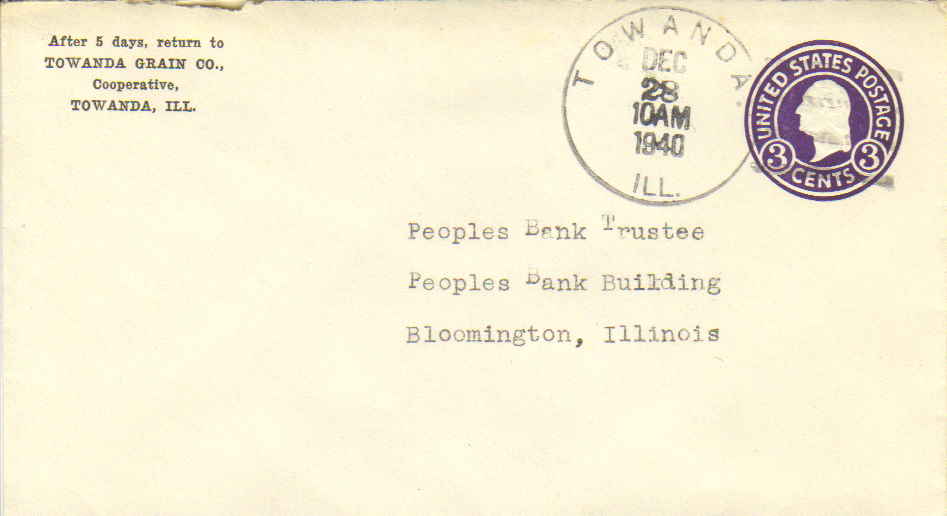 After 5 days, return to
TOWANDA GRAIN CO.,
Cooperative,
TOWANDA, ILL.
TOWANDA.
DEC
28
10AM
1940
ILL.
UNITED STATES POSTAGE
3 CENTS 3
Peoples Bank Trustee
Peoples Bank Building
Bloomington, Illinois